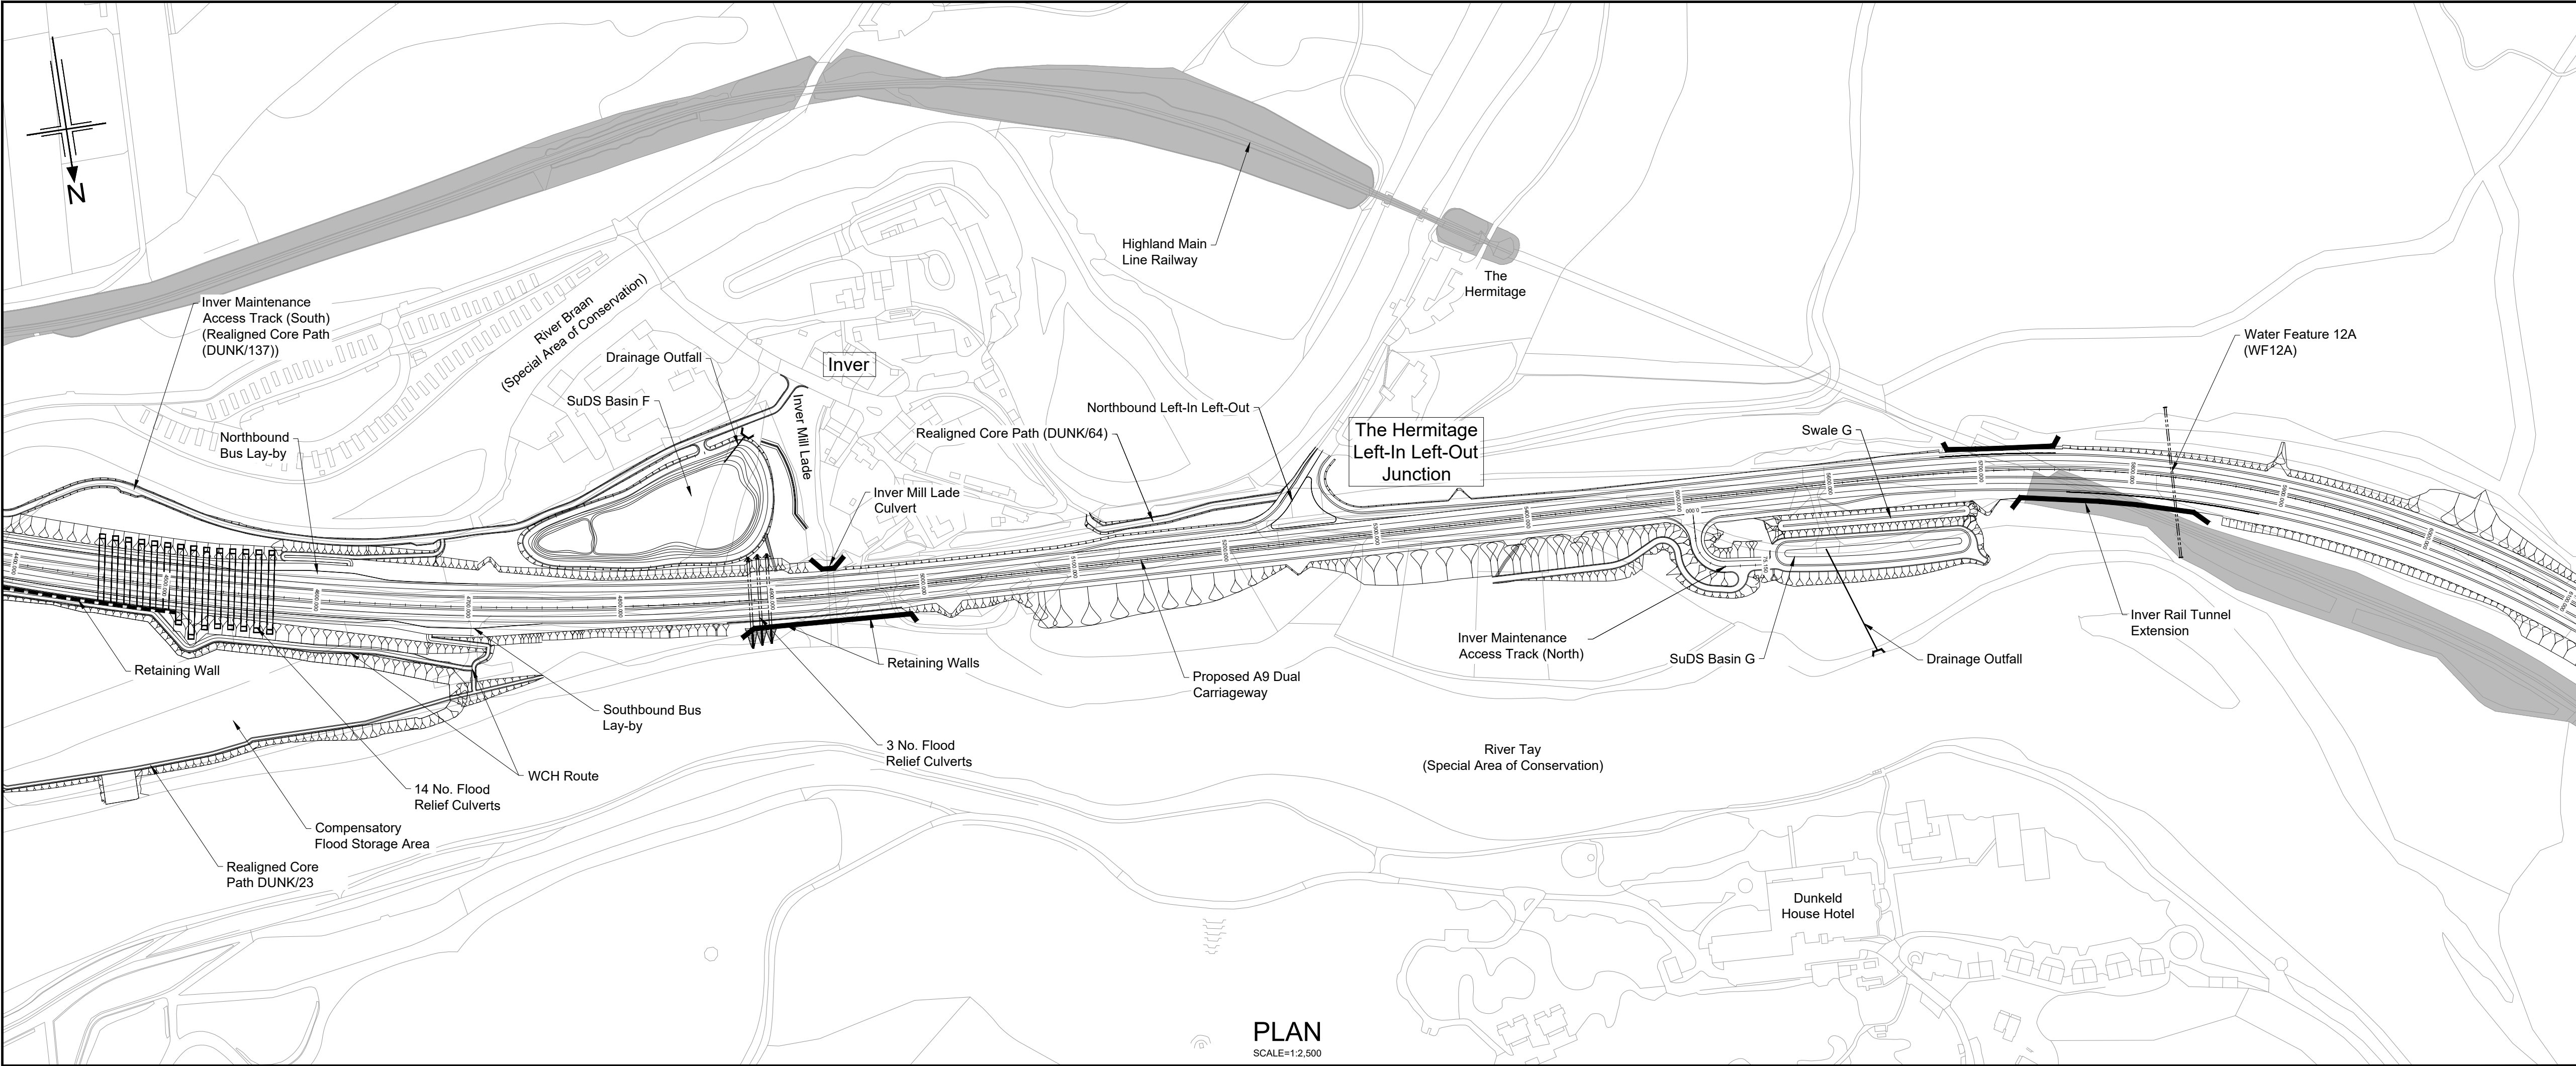 N
Highland Main
Line Railway
The
Hermitage
Inver Maintenance
Access Track (South)
(Realigned Core Path
(DUNK/137))
River Braan
(Special Area of Conservation)
Drainage Outfall
Inver
SuDS Basin F
Inver Mill Lade
Northbound
Bus Lay-by
Inver Mill Lade
Culvert
Northbound Left-In Left-Out
Realigned Core Path (DUNK/64)
The Hermitage
Left-In Left-Out
Junction
Swale G
Water Feature 12A
(WF12A)
Retaining Wall
Retaining Walls
Southbound Bus
Lay-by
3 No. Flood
Relief Culverts
WCH Route
14 No. Flood
Relief Culverts
Compensatory
Flood Storage Area
Realigned Core
Path DUNK/23
Proposed A9 Dual
Carriageway
Inver Maintenance
Access Track (North)
SuDS Basin G
Drainage Outfall
Inver Rail Tunnel
Extension
River Tay
(Special Area of Conservation)
Dunkeld
House Hotel
PLAN
SCALE=1:2,500